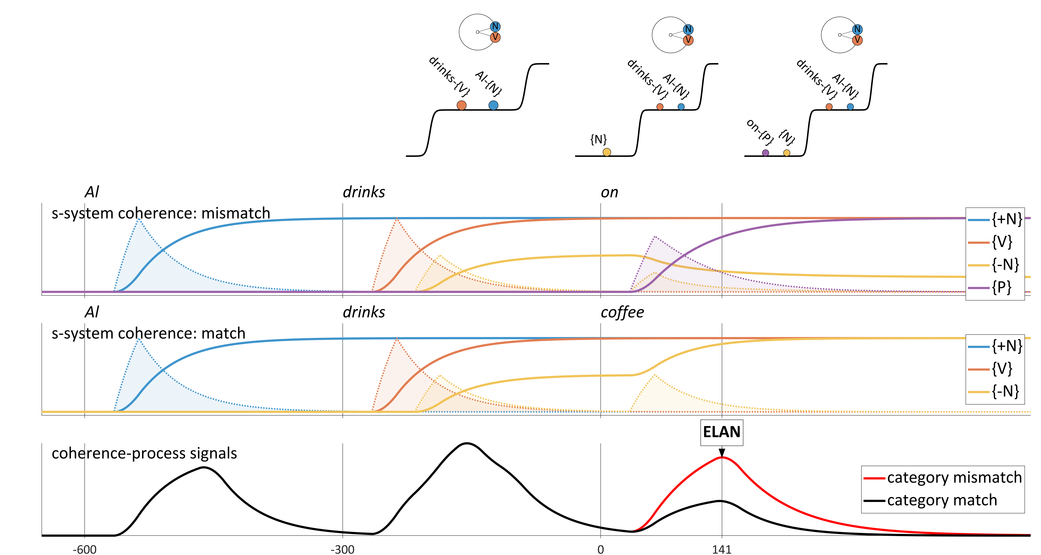 N
V
N
V
N
V
drinks-{V}
Al-{N}
drinks-{V}
Al-{N}
drinks-{V}
Al-{N}
{N}
on-{P}
{N}
Al
drinks
on
s-system coherence: mismatch
{+N}
{V}
{-N}
{P}
Al
drinks
coffee
s-system coherence: match
{+N}
{V}
{-N}
ELAN
coherence-process signals
category mismatch
category match
-600
-300
0
141